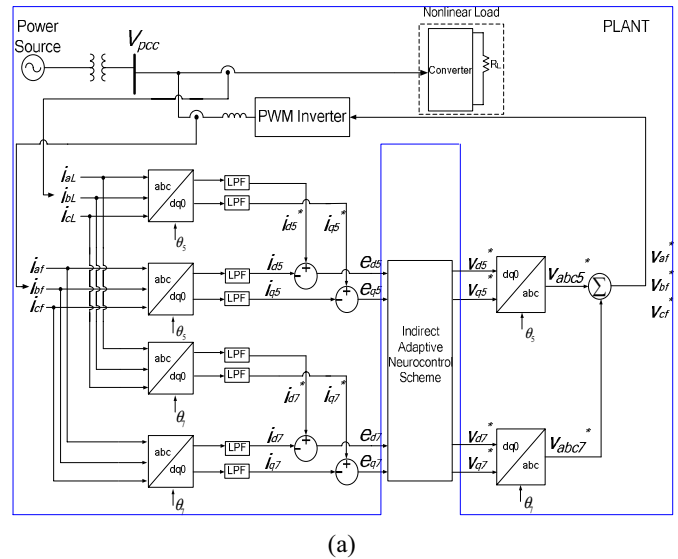 Nonlinear Load
Power
Source
PLANT
Vpcc
Converter
RL
PWM Inverter
iaL
ibL
icL
abc
dq0
θ5
LPF
LPF
id5*
iq5*
iaf
ibf
icf
abc
dq0
θ5
LPF
LPF
id5
iq5
+
-
+
-
ed5
eq5
abc
dq0
θ7
LPF
LPF
id7*
iq7*
abc
dq0
θ7
LPF
LPF
id7
iq7
+
-
+
-
ed7
eq7
Indirect
Adaptive
Neurocontrol
Scheme
vd5*
vq5*
dq0
abc
θ5
vabc5*
Σ
vaf*
vbf*
vcf*
vd7*
vq7*
dq0
abc
θ7
vabc7*
(a)